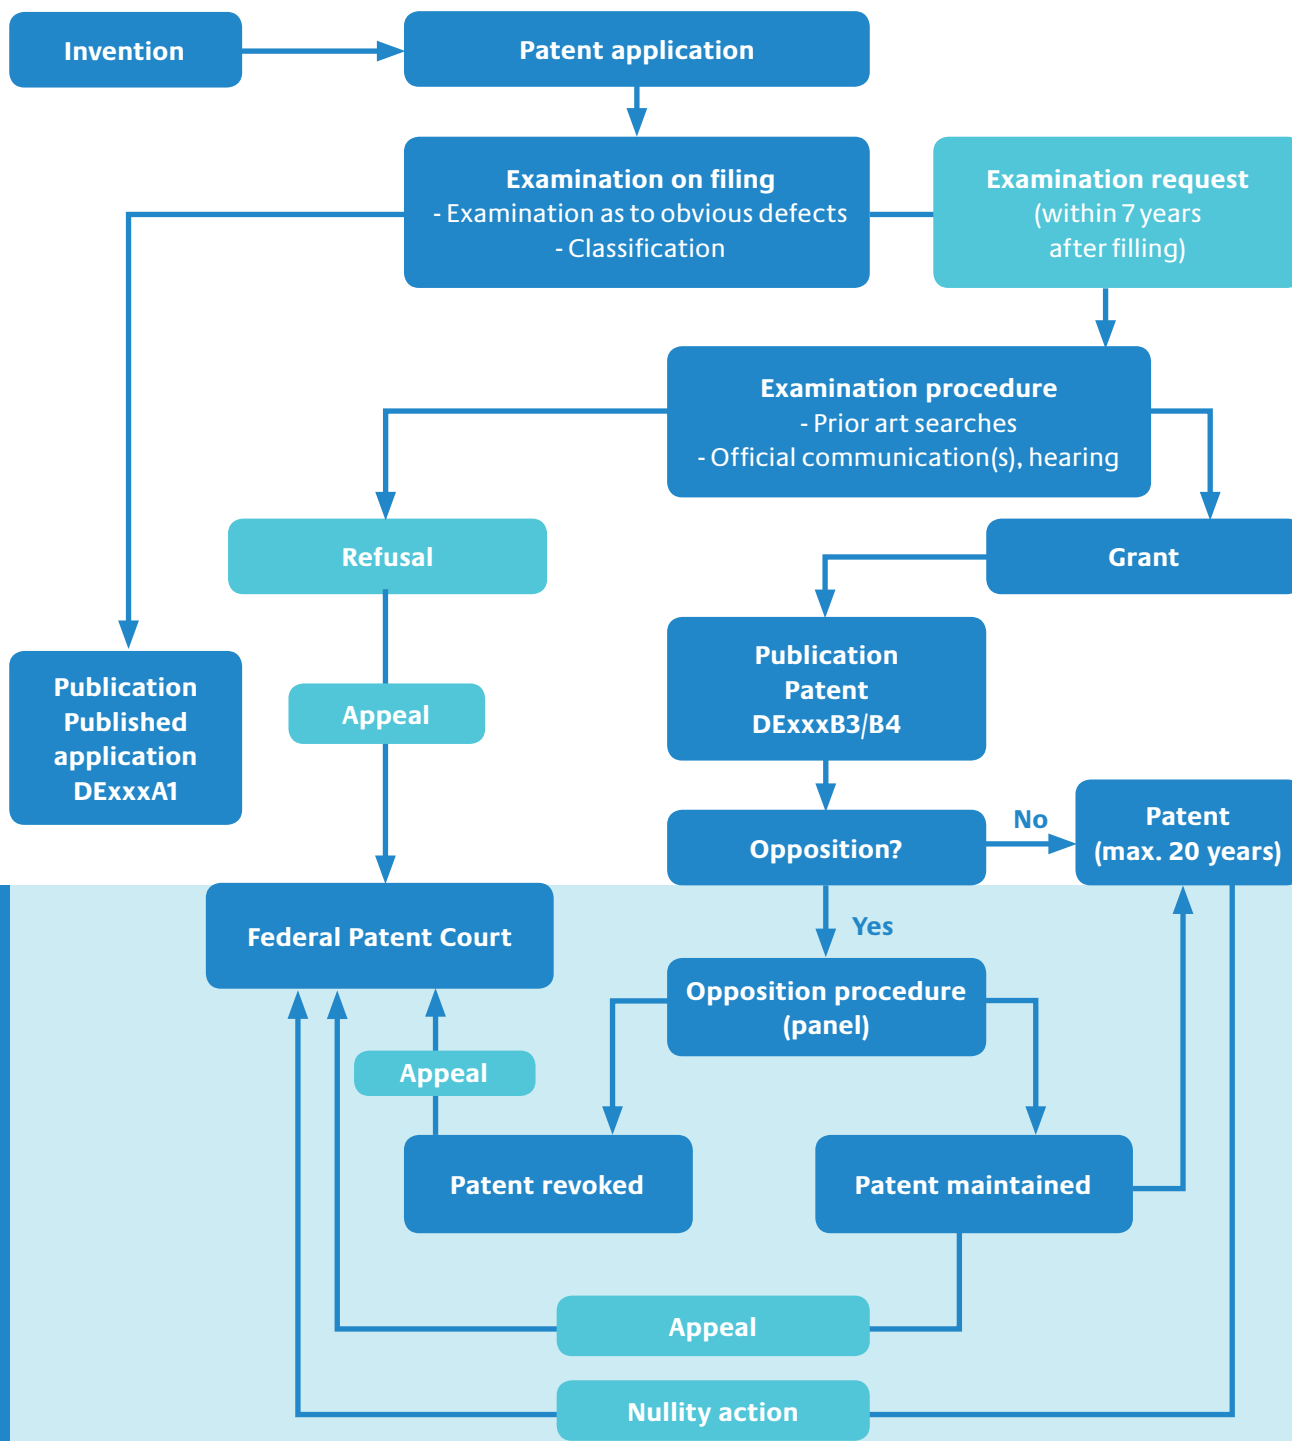 Invention
Patent application
Examination on filing
- Examination as to obvious defects
- Classification
Examination request
(within 7 years
after filling)
Examination procedure
- Prior art searches
- Official communication(s), hearing
Refusal
Grant
Publication
Published
application
DExxxA1
Appeal
Publication
Patent
DExxxB3/B4
Opposition?
No
Patent
(max. 20 years)
Federal Patent Court
Yes
Opposition procedure
(panel)
Appeal
Patent revoked
Patent maintained
Appeal
Nullity action